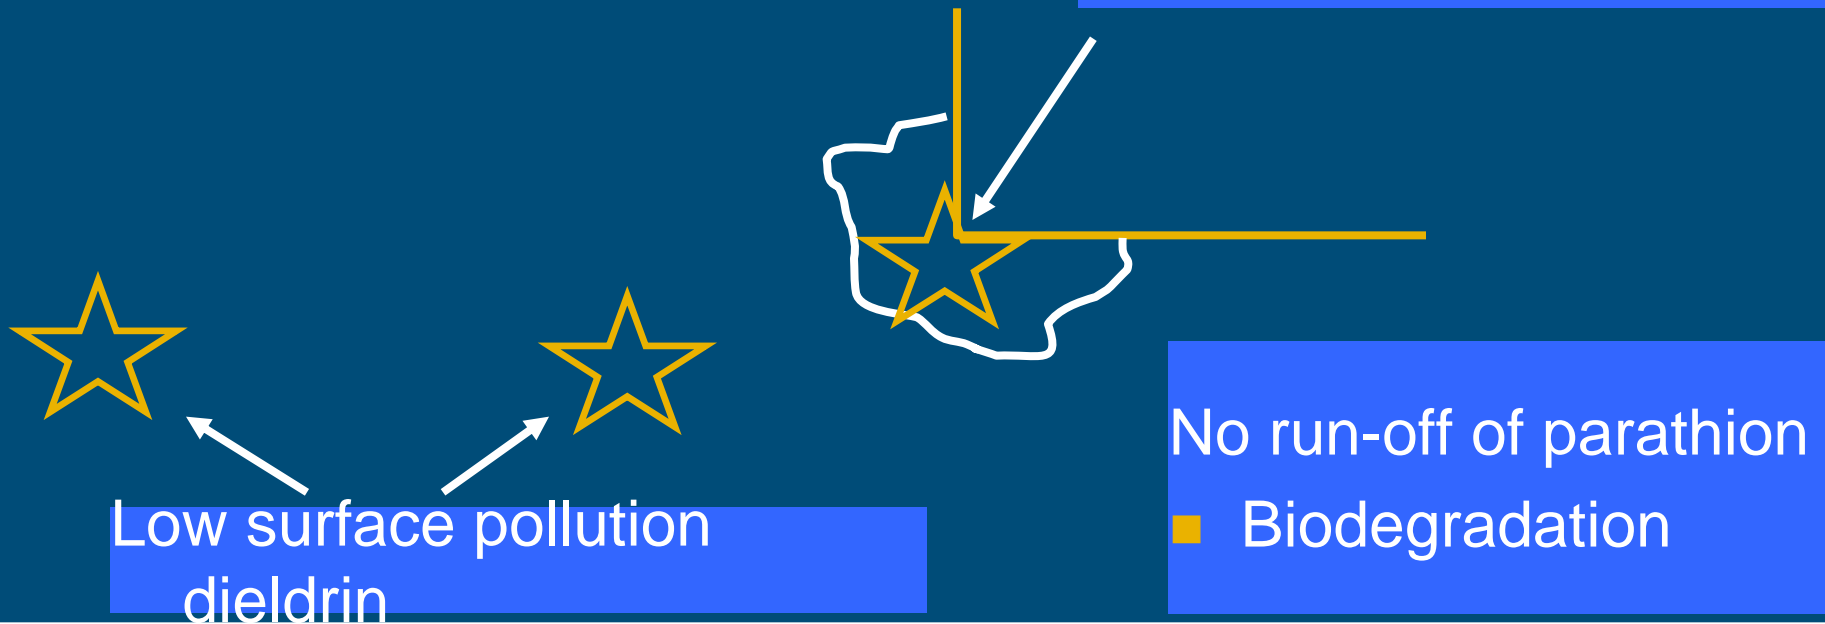 Low surface pollution
dieldrin
No run-off of parathion
Biodegradation